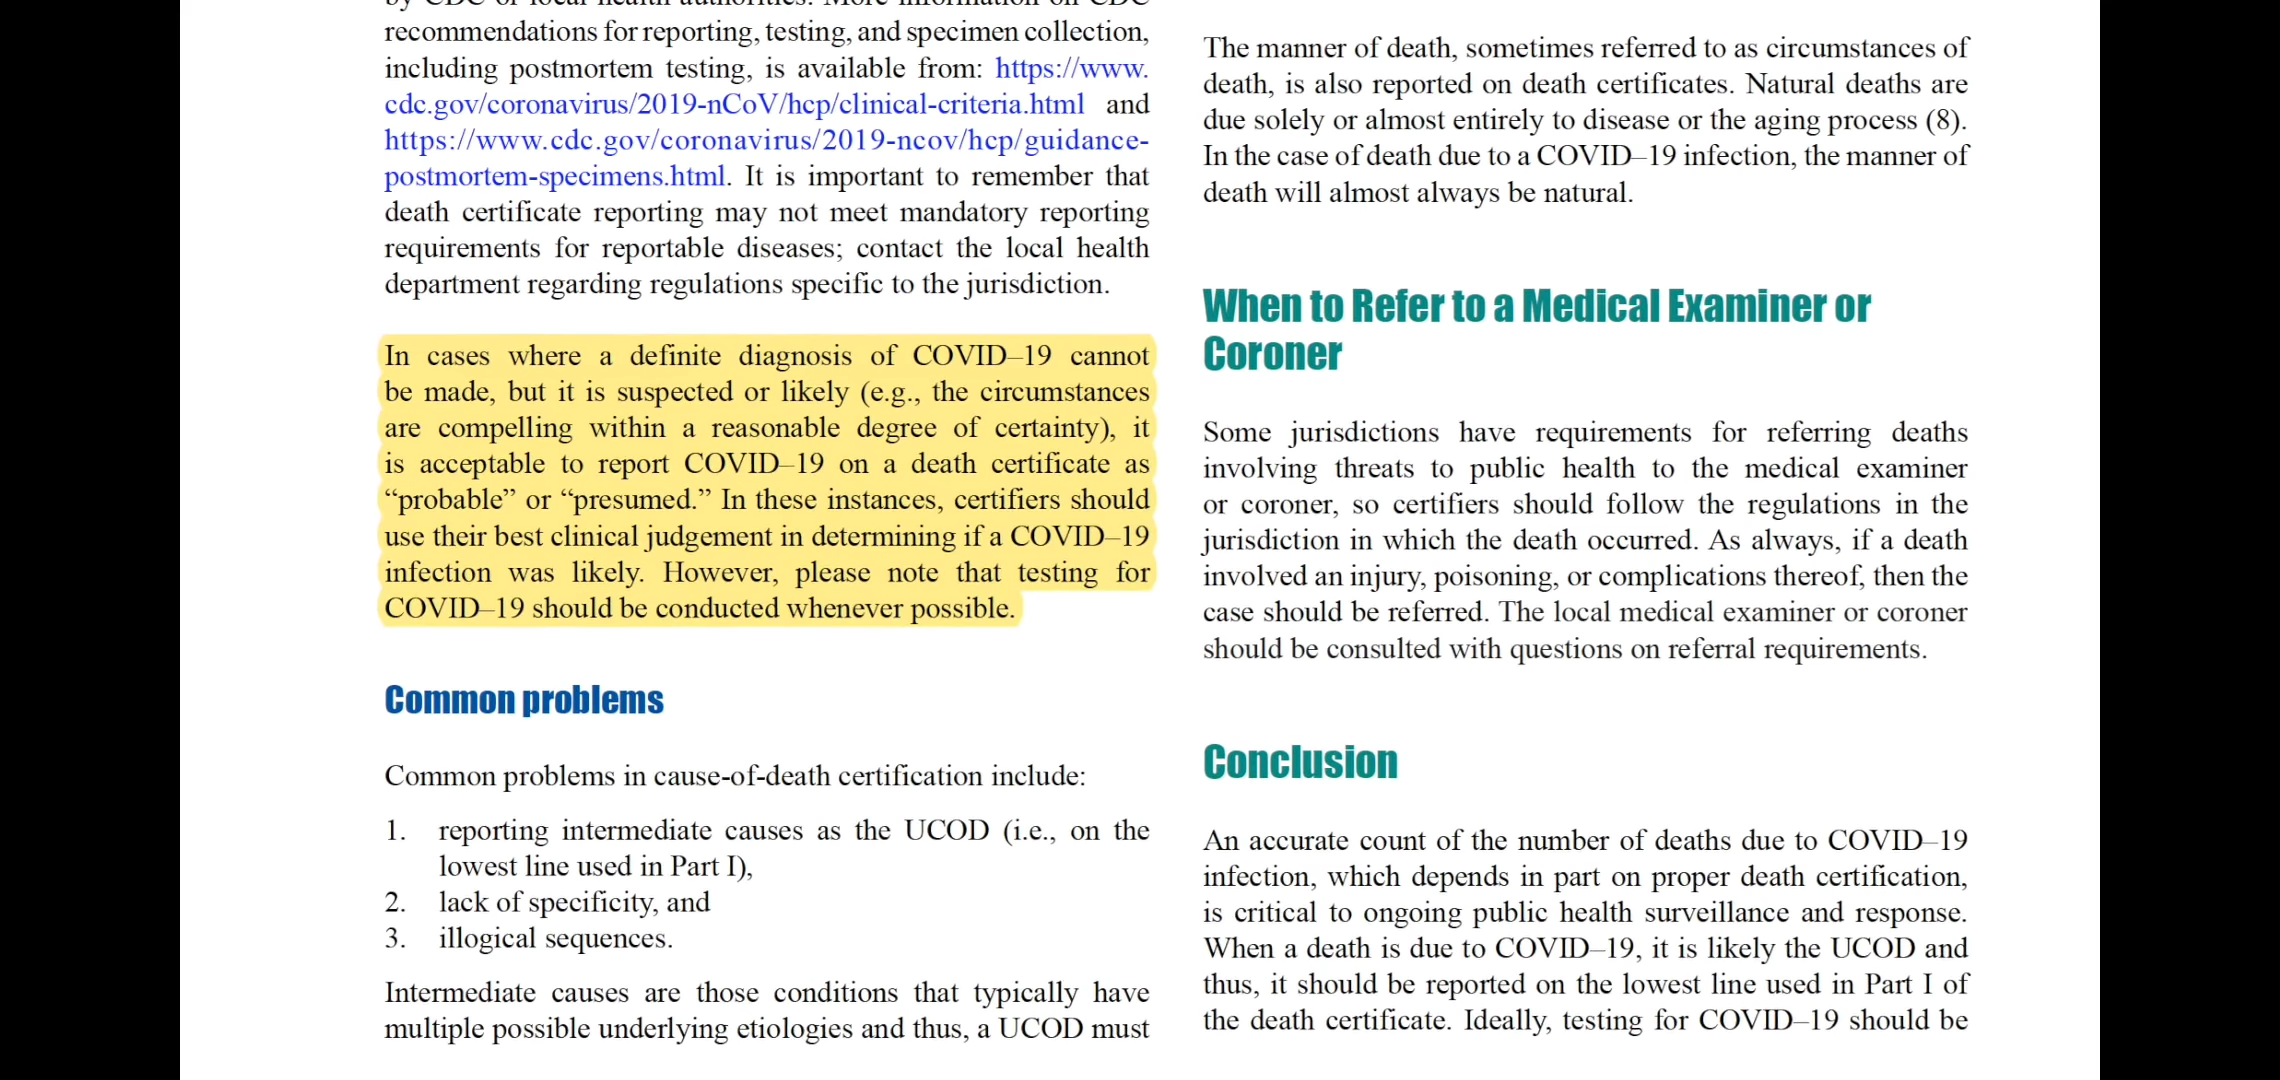 by CDC or local health authorities. More information on CDC
recommendations for reporting, testing, and specimen collection,
including postmortem testing, is available from: https://www.
cdc.gov/coronavirus/2019-nCoV/hcp/clinical-criteria.html and
https://www.cdc.gov/coronavirus/2019-ncov/hcp/guidance-
postmortem-specimens.html. It is important to remember that
death certificate reporting may not meet mandatory reporting
requirements for reportable diseases; contact the local health
department regarding regulations specific to the jurisdiction.
In cases where a definite diagnosis of COVID–19 cannot
be made, but it is suspected or likely (e.g., the circumstances
are compelling within a reasonable degree of certainty), it
is acceptable to report COVID–19 on a death certificate as
“probable” or “presumed.” In these instances, certifiers should
use their best clinical judgement in determining if a COVID–19
infection was likely. However, please note that testing for
COVID–19 should be conducted whenever possible.
Common problems
Common problems in cause-of-death certification include:
1. reporting intermediate causes as the UCOD (i.e., on the
lowest line used in Part I),
2. lack of specificity, and
3. illogical sequences.
Intermediate causes are those conditions that typically have
multiple possible underlying etiologies and thus, a UCOD must
The manner of death, sometimes referred to as circumstances of
death, is also reported on death certificates. Natural deaths are
due solely or almost entirely to disease or the aging process (8).
In the case of death due to a COVID–19 infection, the manner of
death will almost always be natural.
When to Refer to a Medical Examiner or
Coroner
Some jurisdictions have requirements for referring deaths
involving threats to public health to the medical examiner
or coroner, so certifiers should follow the regulations in the
jurisdiction in which the death occurred. As always, if a death
involved an injury, poisoning, or complications thereof, then the
case should be referred. The local medical examiner or coroner
should be consulted with questions on referral requirements.
Conclusion
An accurate count of the number of deaths due to COVID–19
infection, which depends in part on proper death certification,
is critical to ongoing public health surveillance and response.
When a death is due to COVID–19, it is likely the UCOD and
thus, it should be reported on the lowest line used in Part I of
the death certificate. Ideally, testing for COVID–19 should be